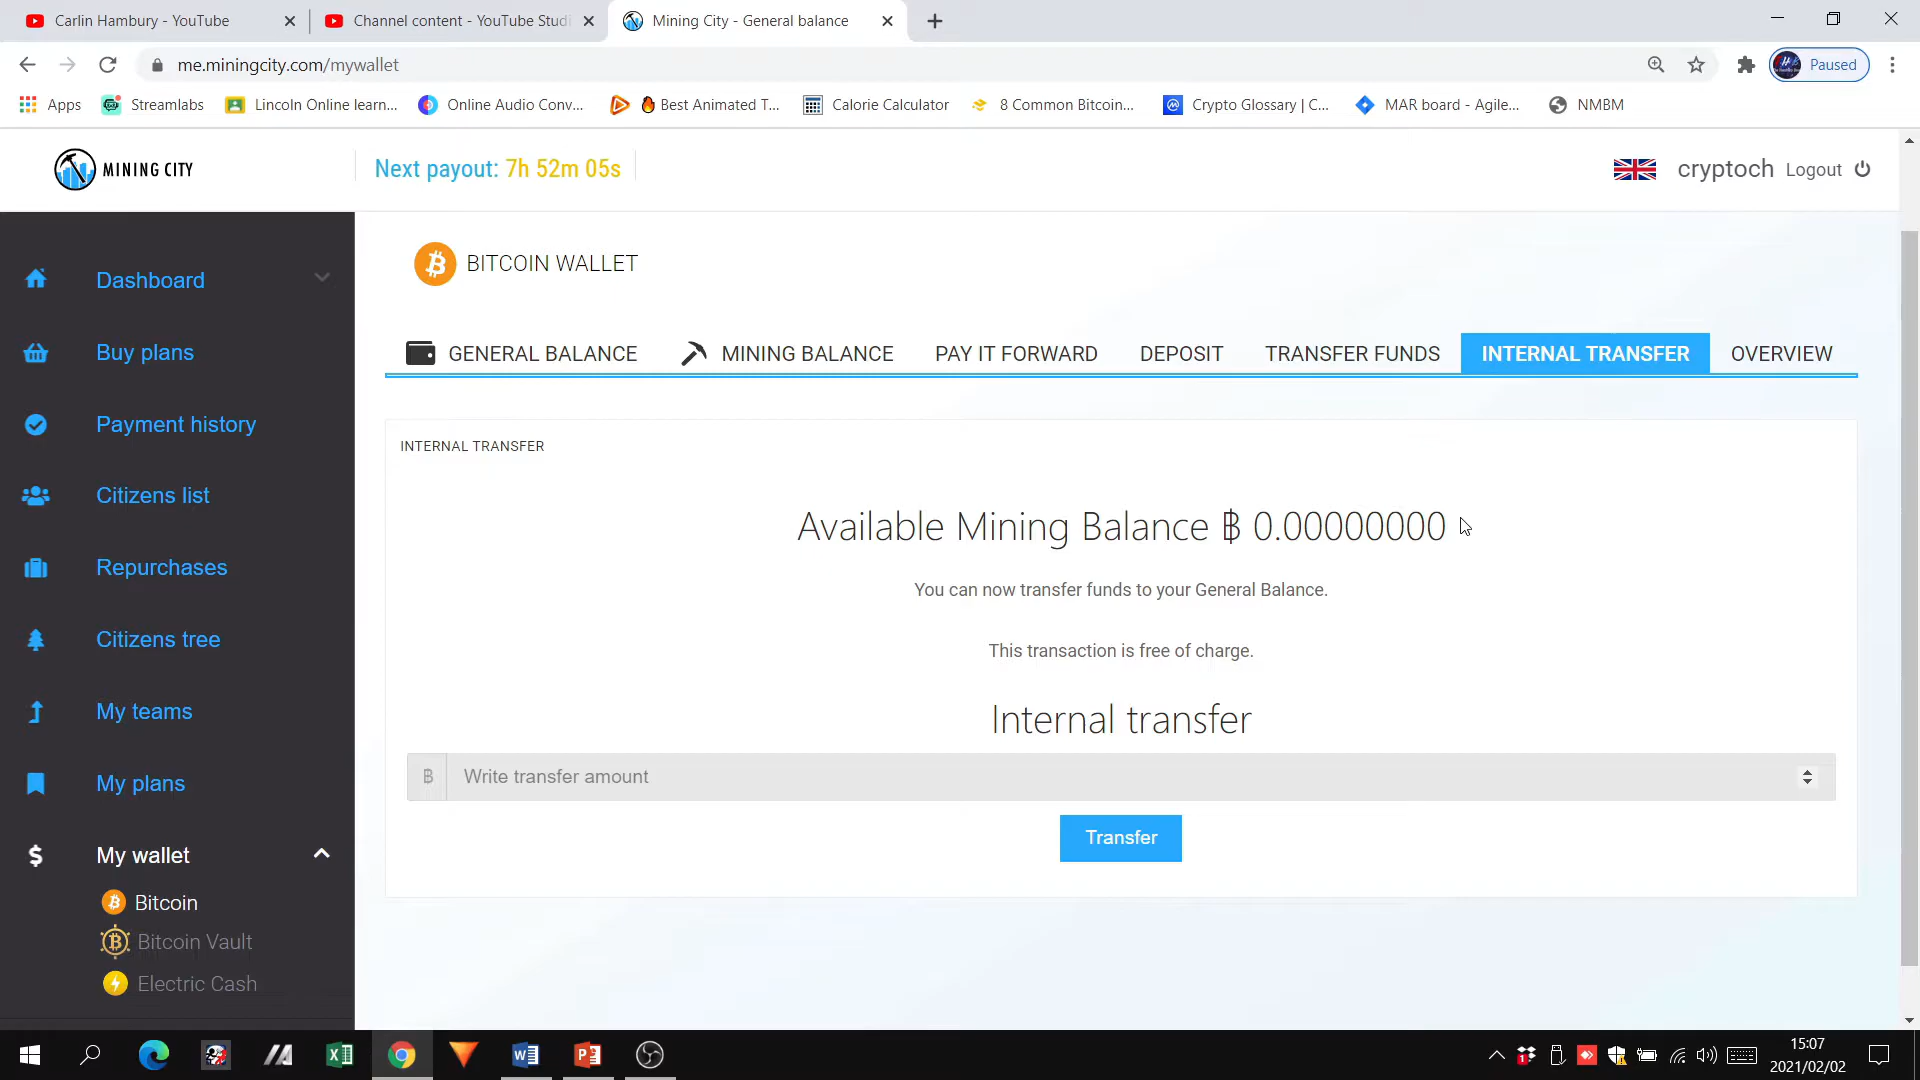 Carlin Hambury - YouTube
Channel content - YouTube Studi
Mining City - General balance
me.miningcity.com/mywallet
Paused
Apps
Streamlabs
Lincoln Online learn...
Online Audio Conv...
Best Animated T...
Calorie Calculator
8 Common Bitcoin...
Crypto Glossary | C...
MAR board - Agile...
NMBM
MINING CITY
Next payout: 7h 52m 05s
cryptoch Logout
Dashboard
Buy plans
Payment history
Citizens list
Repurchases
Citizens tree
My teams
My plans
My wallet
Bitcoin
Bitcoin Vault
Electric Cash
BITCOIN WALLET
GENERAL BALANCE
MINING BALANCE
PAY IT FORWARD
DEPOSIT
TRANSFER FUNDS
INTERNAL TRANSFER
OVERVIEW
INTERNAL TRANSFER
Available Mining Balance ฿ 0.00000000
You can now transfer funds to your General Balance.
This transaction is free of charge.
Internal transfer
฿ Write transfer amount
Transfer
15:07
2021/02/02